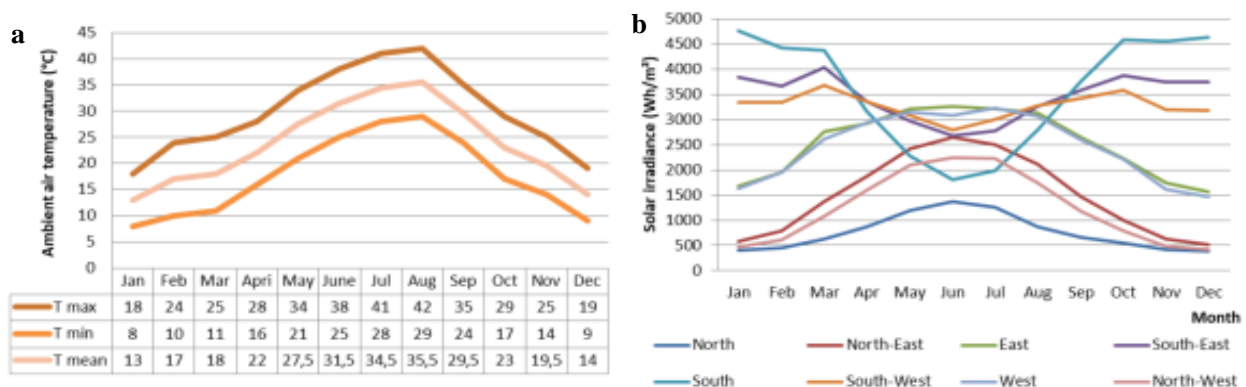 a
Ambient air temperature (°C)
45
40
35
30
25
20
15
10
5
0
Jan Feb Mar Apri May June Jul Aug Sep Oct Nov Dec
T max 18 24 25 28 34 38 41 42 35 29 25 19
T min 8 10 11 16 21 25 28 29 24 17 14 9
T mean 13 17 18 22 27,5 31,5 34,5 35,5 29,5 23 19,5 14
b
Solar irradiance (Wh/m²)
5000
4500
4000
3500
3000
2500
2000
1500
1000
500
0
Jan Feb Mar Apr May Jun Jul Aug Sep Oct Nov Dec
Month
North North-East East South-East
South South-West West North-West